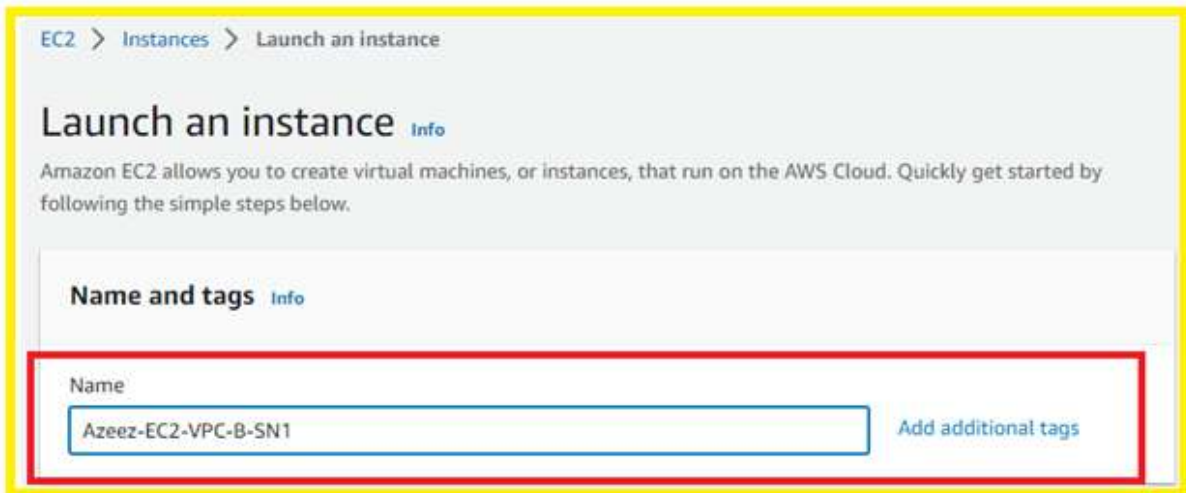 EC2 > Instances > Launch an instance
Launch an instance Info
Amazon EC2 allows you to create virtual machines, or instances, that run on the AWS Cloud. Quickly get started by
following the simple steps below.
Name and tags Info
Name
Azeez-EC2-VPC-B-SN1 Add additional tags